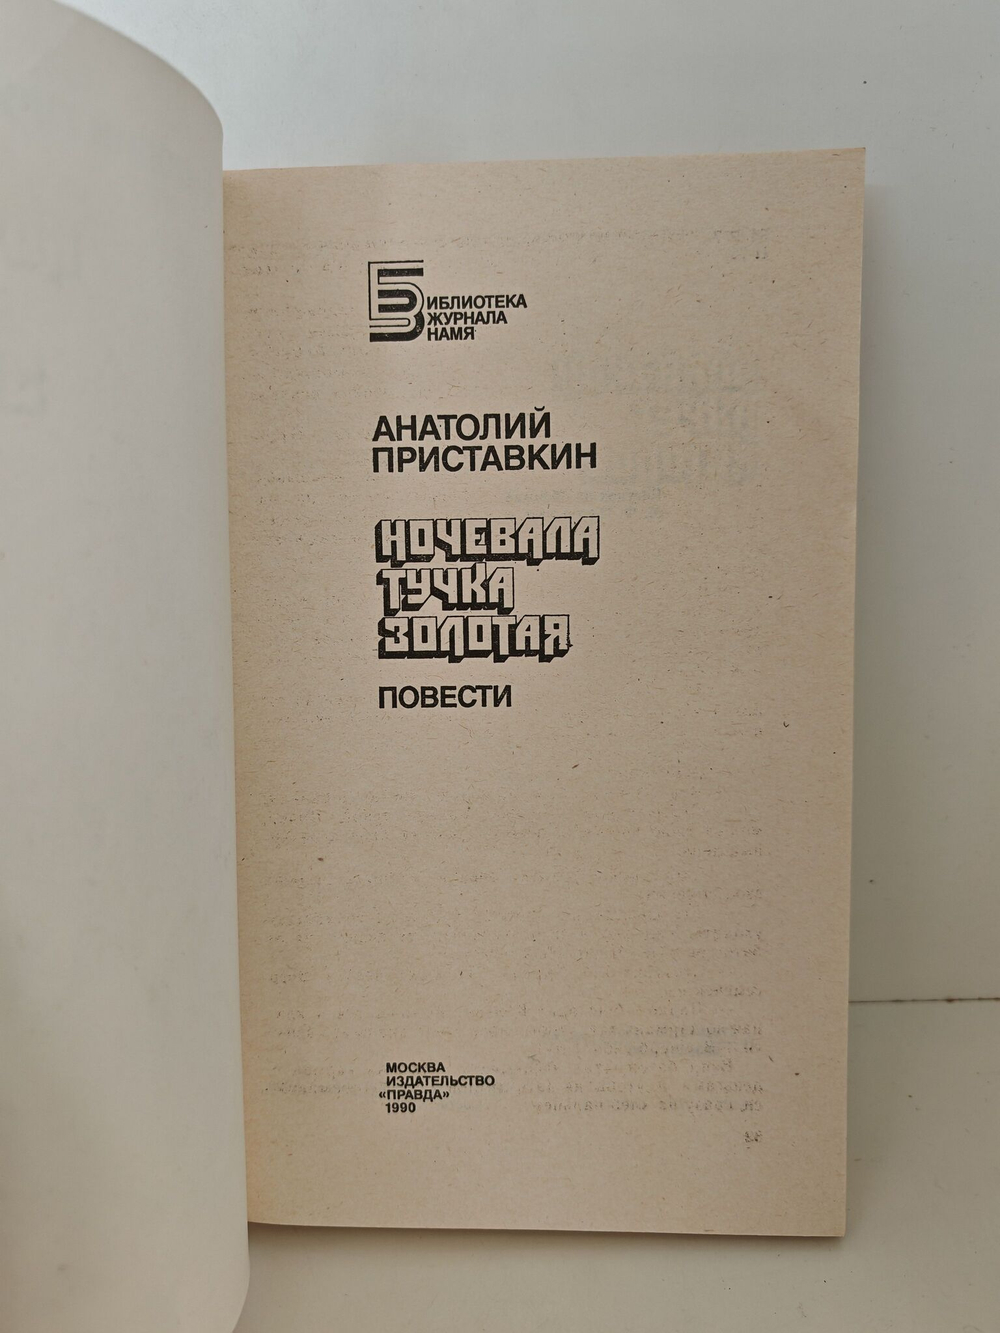 БИБЛИОТЕКА
ЖУРНАЛА
ЗНАМЯ
АНАТОЛИЙ
ПРИСТАВКИН
НОЧЕВАЛА
ТУЧКА
ЗОЛОТАЯ
ПОВЕСТИ
МОСКВА
ИЗДАТЕЛЬСТВО
«ПРАВДА»
1990